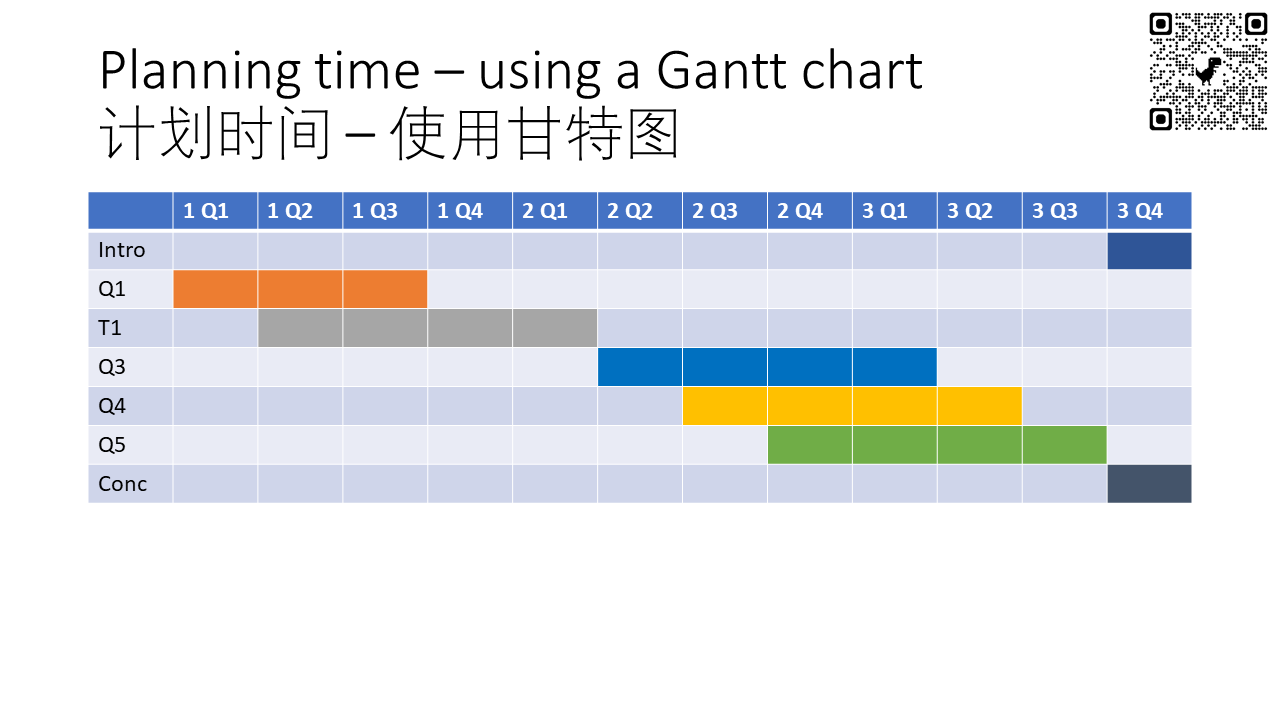 Planning time – using a Gantt chart
计划时间 – 使用甘特图
1 Q1 1 Q2 1 Q3 1 Q4 2 Q1 2 Q2 2 Q3 2 Q4 3 Q1 3 Q2 3 Q3 3 Q4
Intro
Q1
T1
Q3
Q4
Q5
Conc